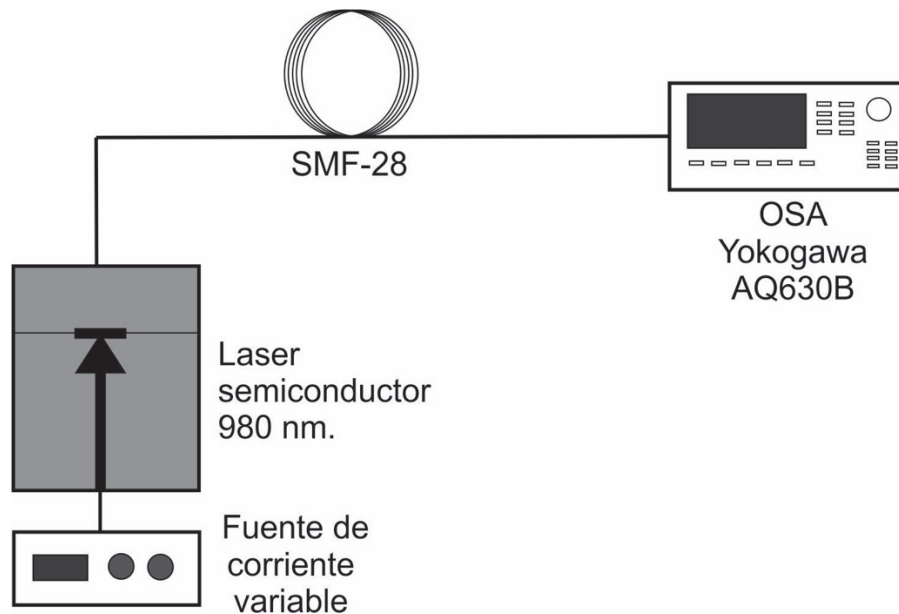 SMF-28
OSA
Yokogawa
AQ630B
Laser
semiconductor
980 nm.
Fuente de
corriente
variable